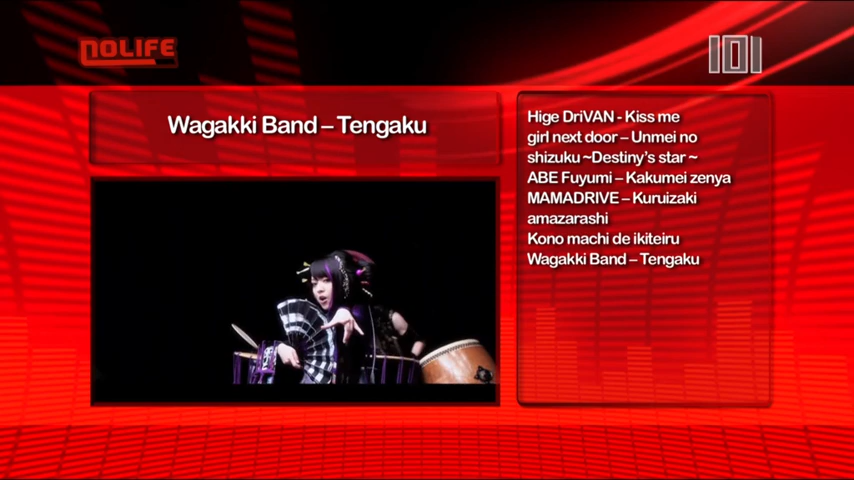 NOLIFE
101
Wagakki Band – Tengaku
Hige DriVAN - Kiss me
girl next door – Unmei no
shizuku ~Destiny's star ~
ABE Fuyumi – Kakumei zenya
MAMADRIVE – Kuruizaki
amazarashi
Kono machi de ikiteiru
Wagakki Band – Tengaku